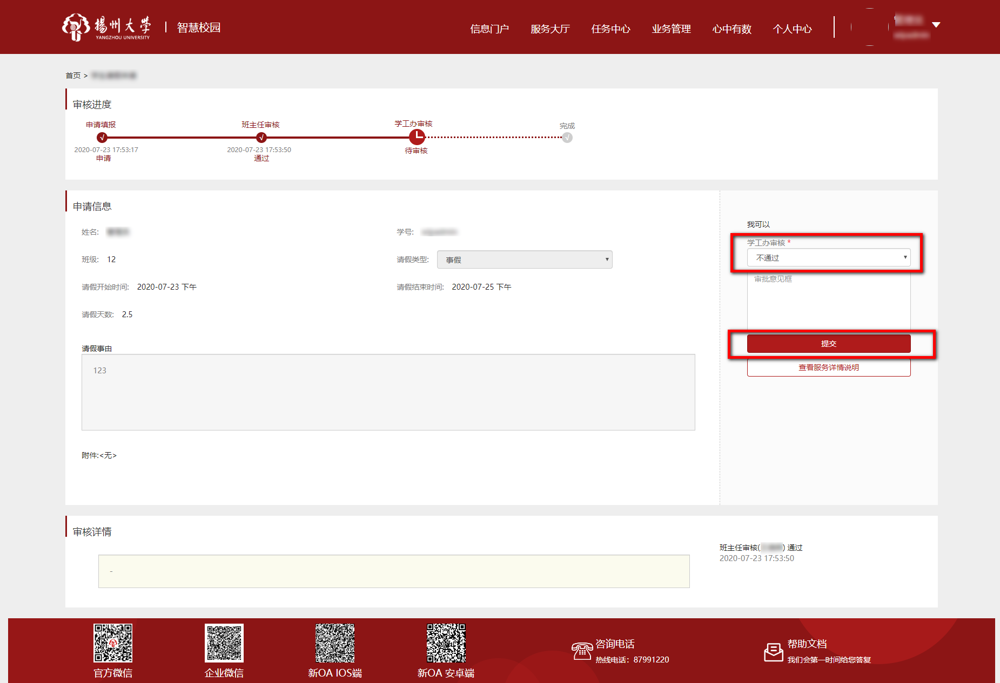 揚州大学
YANGZHOU UNIVERSITY
智慧校园
信息门户 服务大厅 任务中心 业务管理 心中有数 个人中心
首页 >
审核进度
申请填报 班主任审核 学工办审核 完成
2020-07-23 17:53:17 2020-07-23 17:53:50 待审核
申请 通过
申请信息
姓名: 学号:
班级: 12 请假类型: 事假
请假开始时间: 2020-07-23 下午 请假结束时间: 2020-07-25 下午
请假天数: 2.5
请假事由
123
附件:<无>
我可以
学工办审核 *
不通过
审批意见框
提交
查看服务详情说明
审核详情
-
班主任审核( ) 通过
2020-07-23 17:53:50
官方微信 企业微信 新OA IOS端 新OA 安卓端
咨询电话
热线电话：87991220
帮助文档
我们会第一时间给您答复